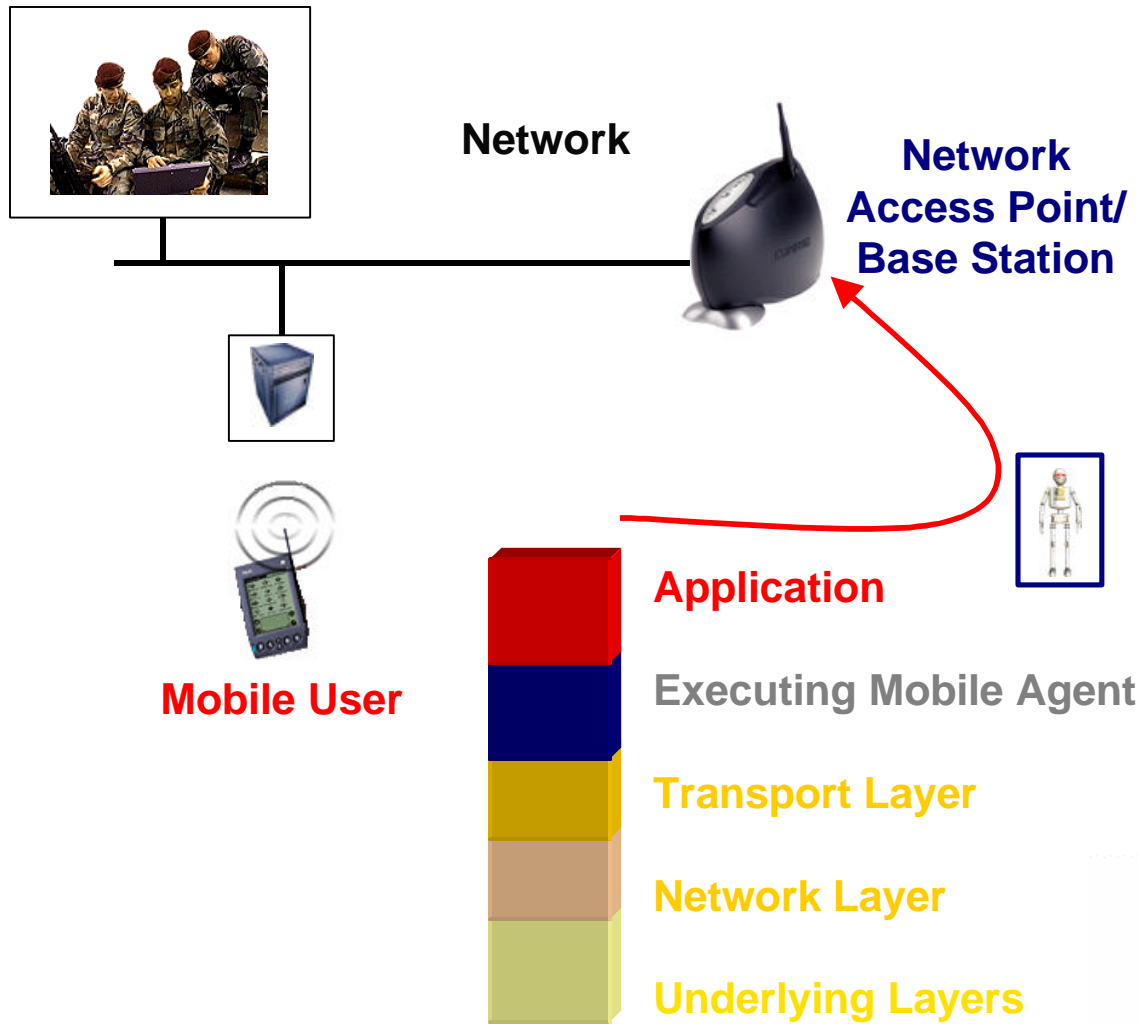 Network
Network
Access Point/
Base Station
Application
Mobile User
Executing Mobile Agent
Transport Layer
Network Layer
Underlying Layers